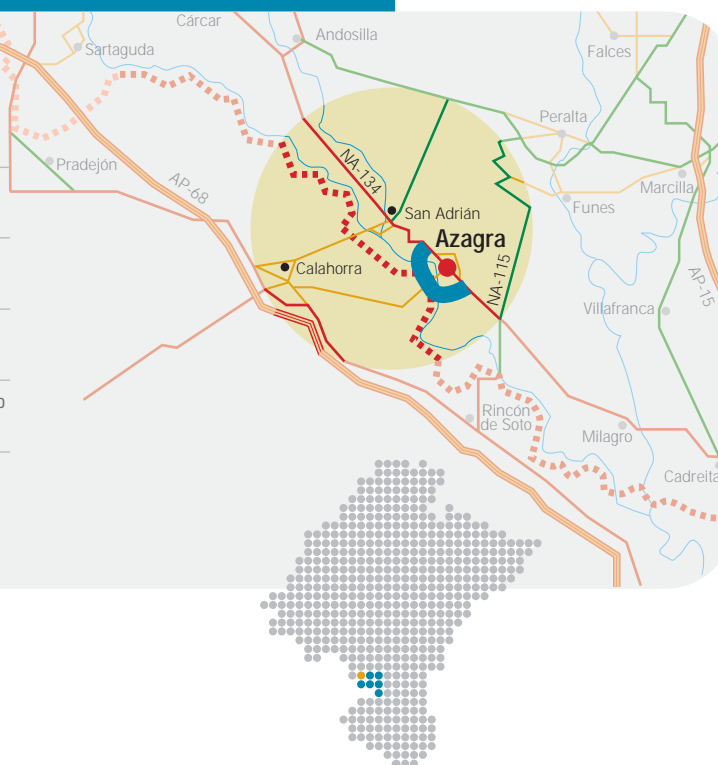 Cárcar
Andosilla
Sartaguda
Falces
Peralta
Pradejón
NA-134
AP-68
Marcilla
San Adrián
Funes
Azagra
Calahorra
NA-115
AP-15
Villafranca
Rincón
de Soto
Milagro
Cadreita